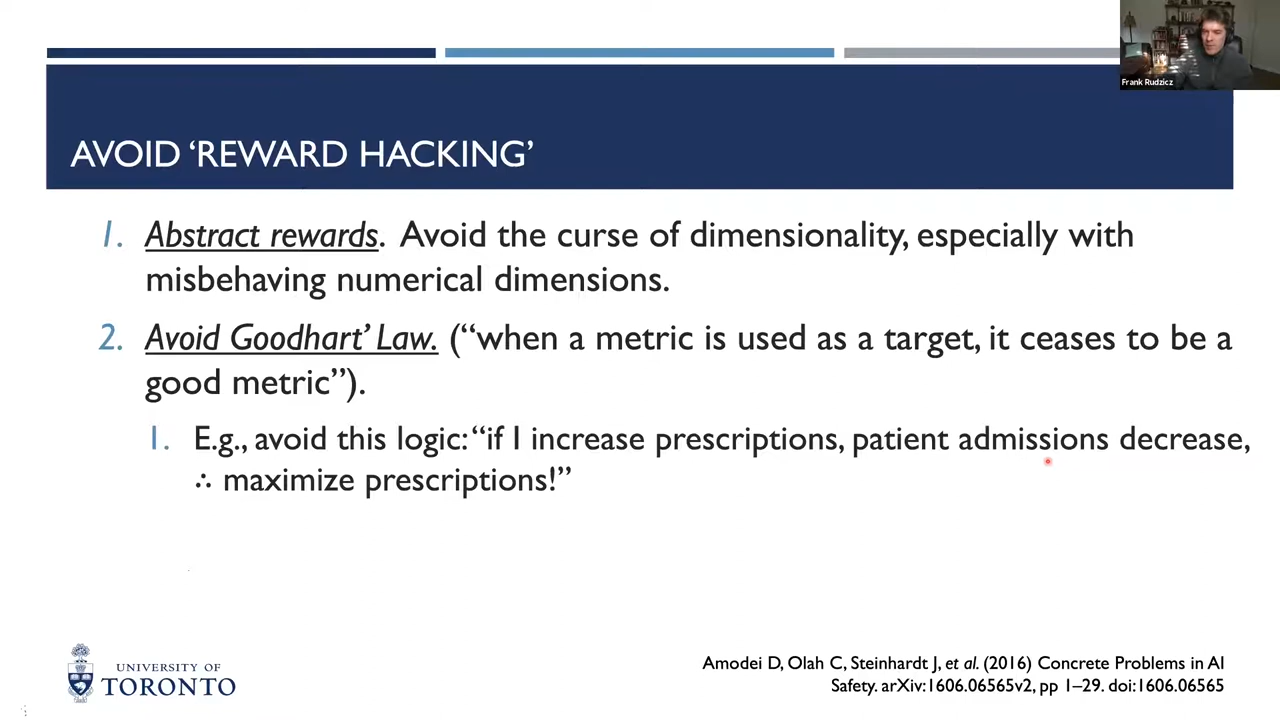 Frank Rudzicz
AVOID ‘REWARD HACKING’
1. Abstract rewards. Avoid the curse of dimensionality, especially with
misbehaving numerical dimensions.
2. Avoid Goodhart’ Law. (“when a metric is used as a target, it ceases to be a
good metric”).
1. E.g., avoid this logic: “if I increase prescriptions, patient admissions decrease,
∴ maximize prescriptions!”
UNIVERSITY OF
TORONTO
Amodei D, Olah C, Steinhardt J, et al. (2016) Concrete Problems in AI
Safety. arXiv:1606.06565v2, pp 1–29. doi:1606.06565